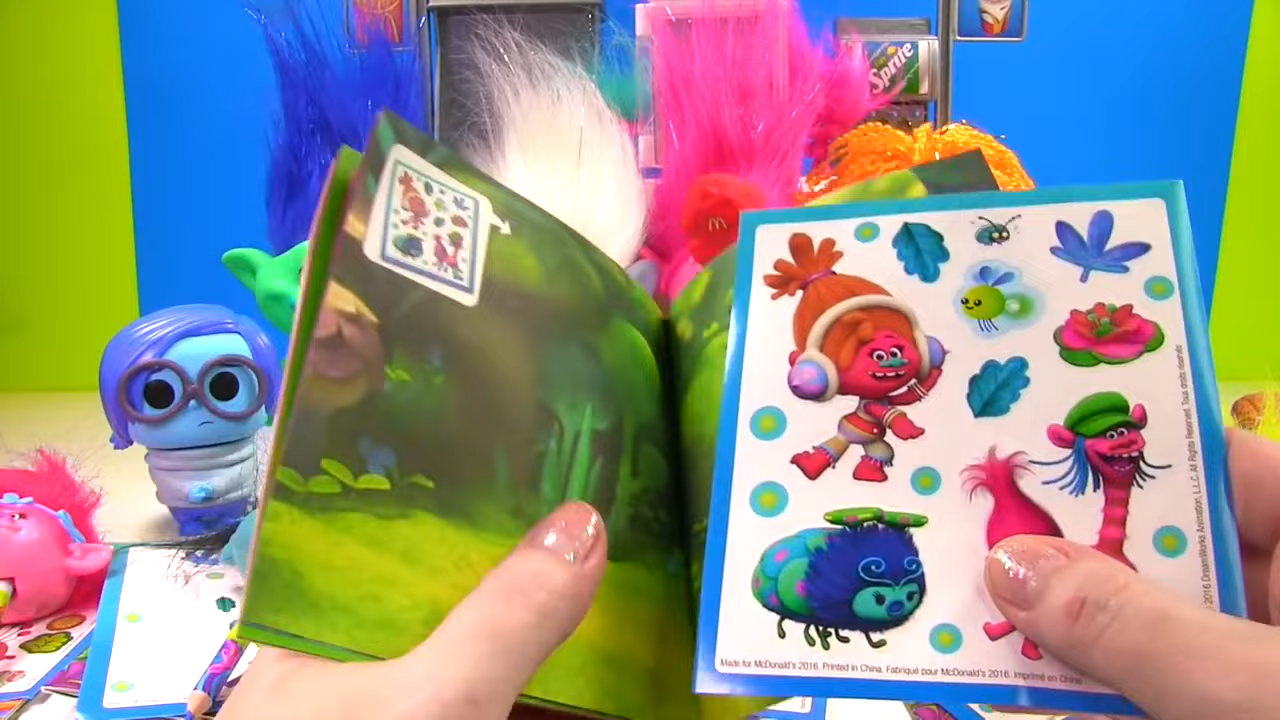 Sprite
M
2016 DreamWorks Animation, L.L.C. All Rights Reserved. Tous droits réservés
Made for McDonald's 2016. Printed in China. Fabriqué pour McDonald's 2016. Imprimé en Chine